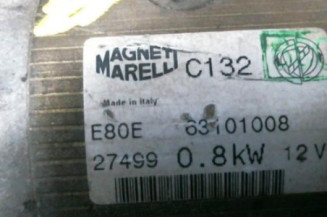 MAGNETI
MARELLI C132
Made in Italy
E80E 63101008
27499 0.8kW 12V